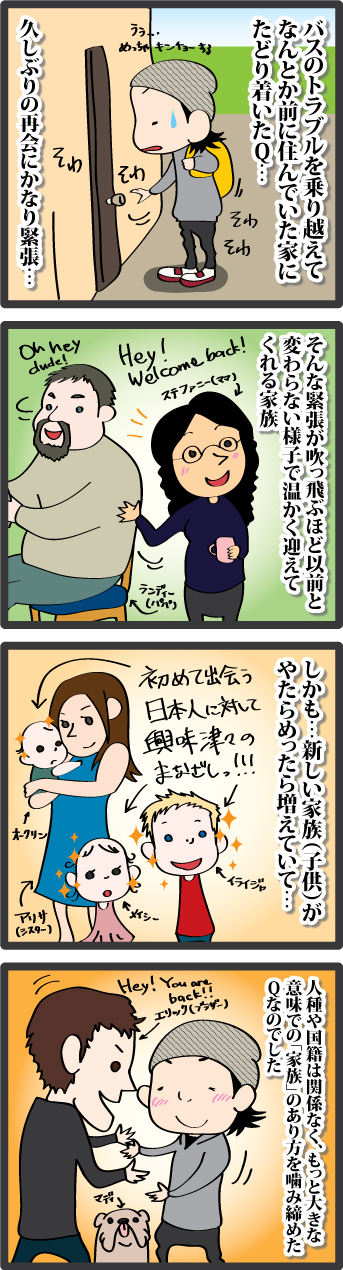 バスのトラブルを乗り越えて
なんとか前に住んでいた家に
たどり着いたQ…
うう…
めっちゃキンチョーする
そわ
そわ
そわ
そわ
久しぶりの再会にかなり緊張…
そんな緊張が吹っ飛ぶほど以前と
変わらない様子で温かく迎えて
くれる家族
Oh hey
dude!
Hey!
Welcome back!
ステファニー(ママ)
ランディー
(パパ)
しかも…新しい家族(子供)が
やたらめったら増えていて…
初めて出会う
日本人に対して
興味津々の
まなざしっ!!!
オークリン
アリサ
(シスター)
メイシー
イライジャ
人種や国籍は関係なく、もっと大きな
意味での「家族」のあり方を噛み締めた
Qなのでした
Hey! You are
back!!
エリック(ブラザー)
マディ